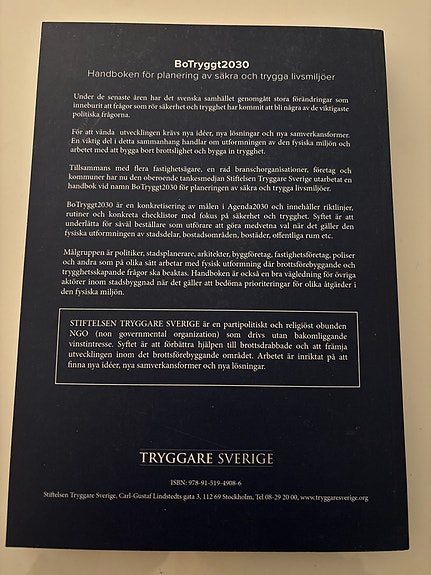 BoTryggt2030
Handboken för planering av säkra och trygga livsmiljöer
Under de senaste åren har det svenska samhället genomgått stora förändringar som
inneburit att frågor som rör säkerhet och trygghet har kommit att bli några av de viktigaste
politiska frågorna.
För att vända utvecklingen krävs nya idéer, nya lösningar och nya samverkansformer.
En viktig del i detta sammanhang handlar om utformningen av den fysiska miljön och
arbetet med att bygga bort brottslighet och bygga in trygghet.
Tillsammans med flera fastighetsägare, en rad branschorganisationer, företag och
kommuner har nu den oberoende tankesmedjan Stiftelsen Tryggare Sverige utarbetat en
handbok vid namn BoTryggt2030 för planeringen av säkra och trygga livsmiljöer.
BoTryggt2030 är en konkretisering av målen i Agenda2030 och innehåller riktlinjer,
rutiner och konkreta checklistor med fokus på säkerhet och trygghet. Syftet är att
underlätta för såväl beställare som utförare att göra medvetna val när det gäller den
fysiska utformningen av stadsdelar, bostadsområden, bostäder, offentliga rum etc.
Målgruppen är politiker, stadsplanerare, arkitekter, byggföretag, fastighetsföretag, poliser
och andra som på olika sätt arbetar med fysisk utformning där brottsförebyggande och
trygghetsskapande frågor ska beaktas. Handboken är också en bra vägledning för övriga
aktörer inom stadsbyggnad när det gäller att bedöma prioriteringar för olika åtgärder i
den fysiska miljön.
STIFTELSEN TRYGGARE SVERIGE är en partipolitiskt och religiöst obunden
NGO (non governmental organization) som drivs utan bakomliggande
vinstintresse. Syftet är att förbättra hjälpen till brottsdrabbade och att främja
utvecklingen inom det brottsförebyggande området. Arbetet är inriktat på att
finna nya idéer, nya samverkansformer och nya lösningar.
TRYGGARE SVERIGE
ISBN: 978-91-519-4908-6
Stiftelsen Tryggare Sverige, Carl-Gustaf Lindstedts gata 3, 112 69 Stockholm, Tel 08-29 20 00, www.tryggaresverige.org